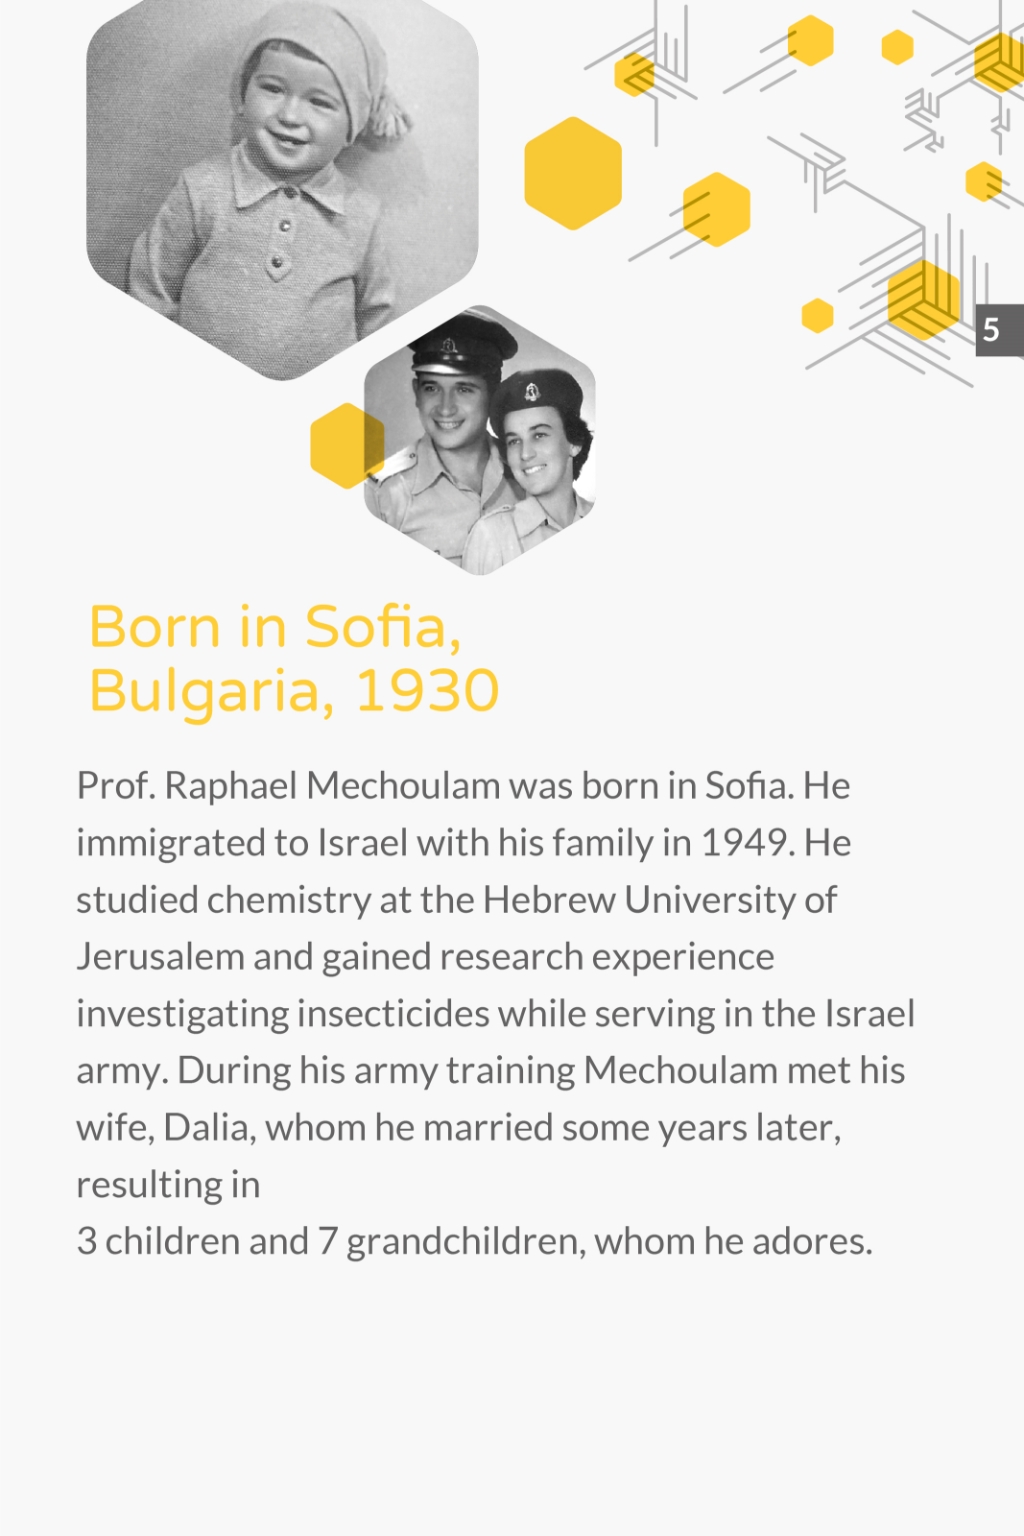 5
Born in Sofia,
Bulgaria, 1930
Prof. Raphael Mechoulam was born in Sofia. He
immigrated to Israel with his family in 1949. He
studied chemistry at the Hebrew University of
Jerusalem and gained research experience
investigating insecticides while serving in the Israel
army. During his army training Mechoulam met his
wife, Dalia, whom he married some years later,
resulting in
3 children and 7 grandchildren, whom he adores.